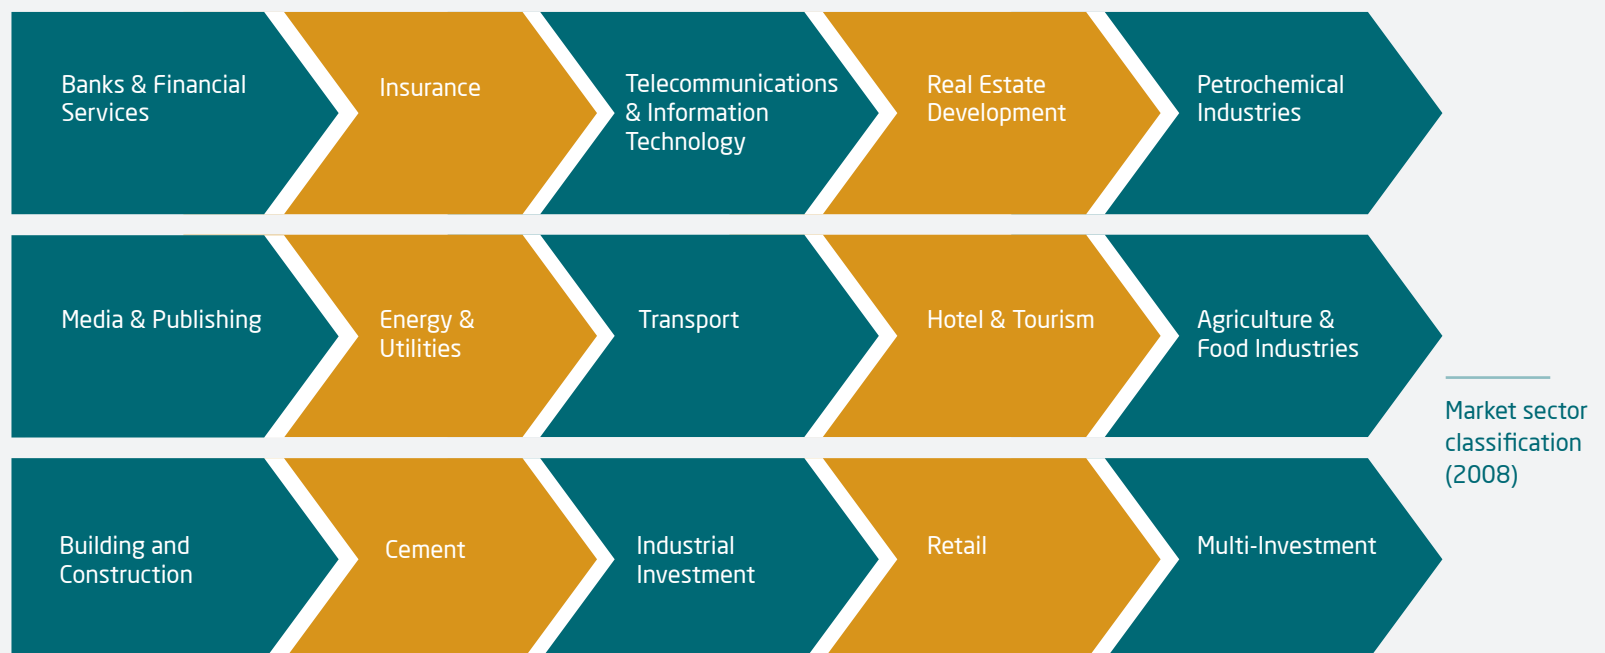 Banks & Financial
Services
Insurance
Telecommunications
& Information
Technology
Real Estate
Development
Petrochemical
Industries
Media & Publishing
Energy &
Utilities
Transport
Hotel & Tourism
Agriculture &
Food Industries
Market sector
classification
(2008)
Building and
Construction
Cement
Industrial
Investment
Retail
Multi-Investment